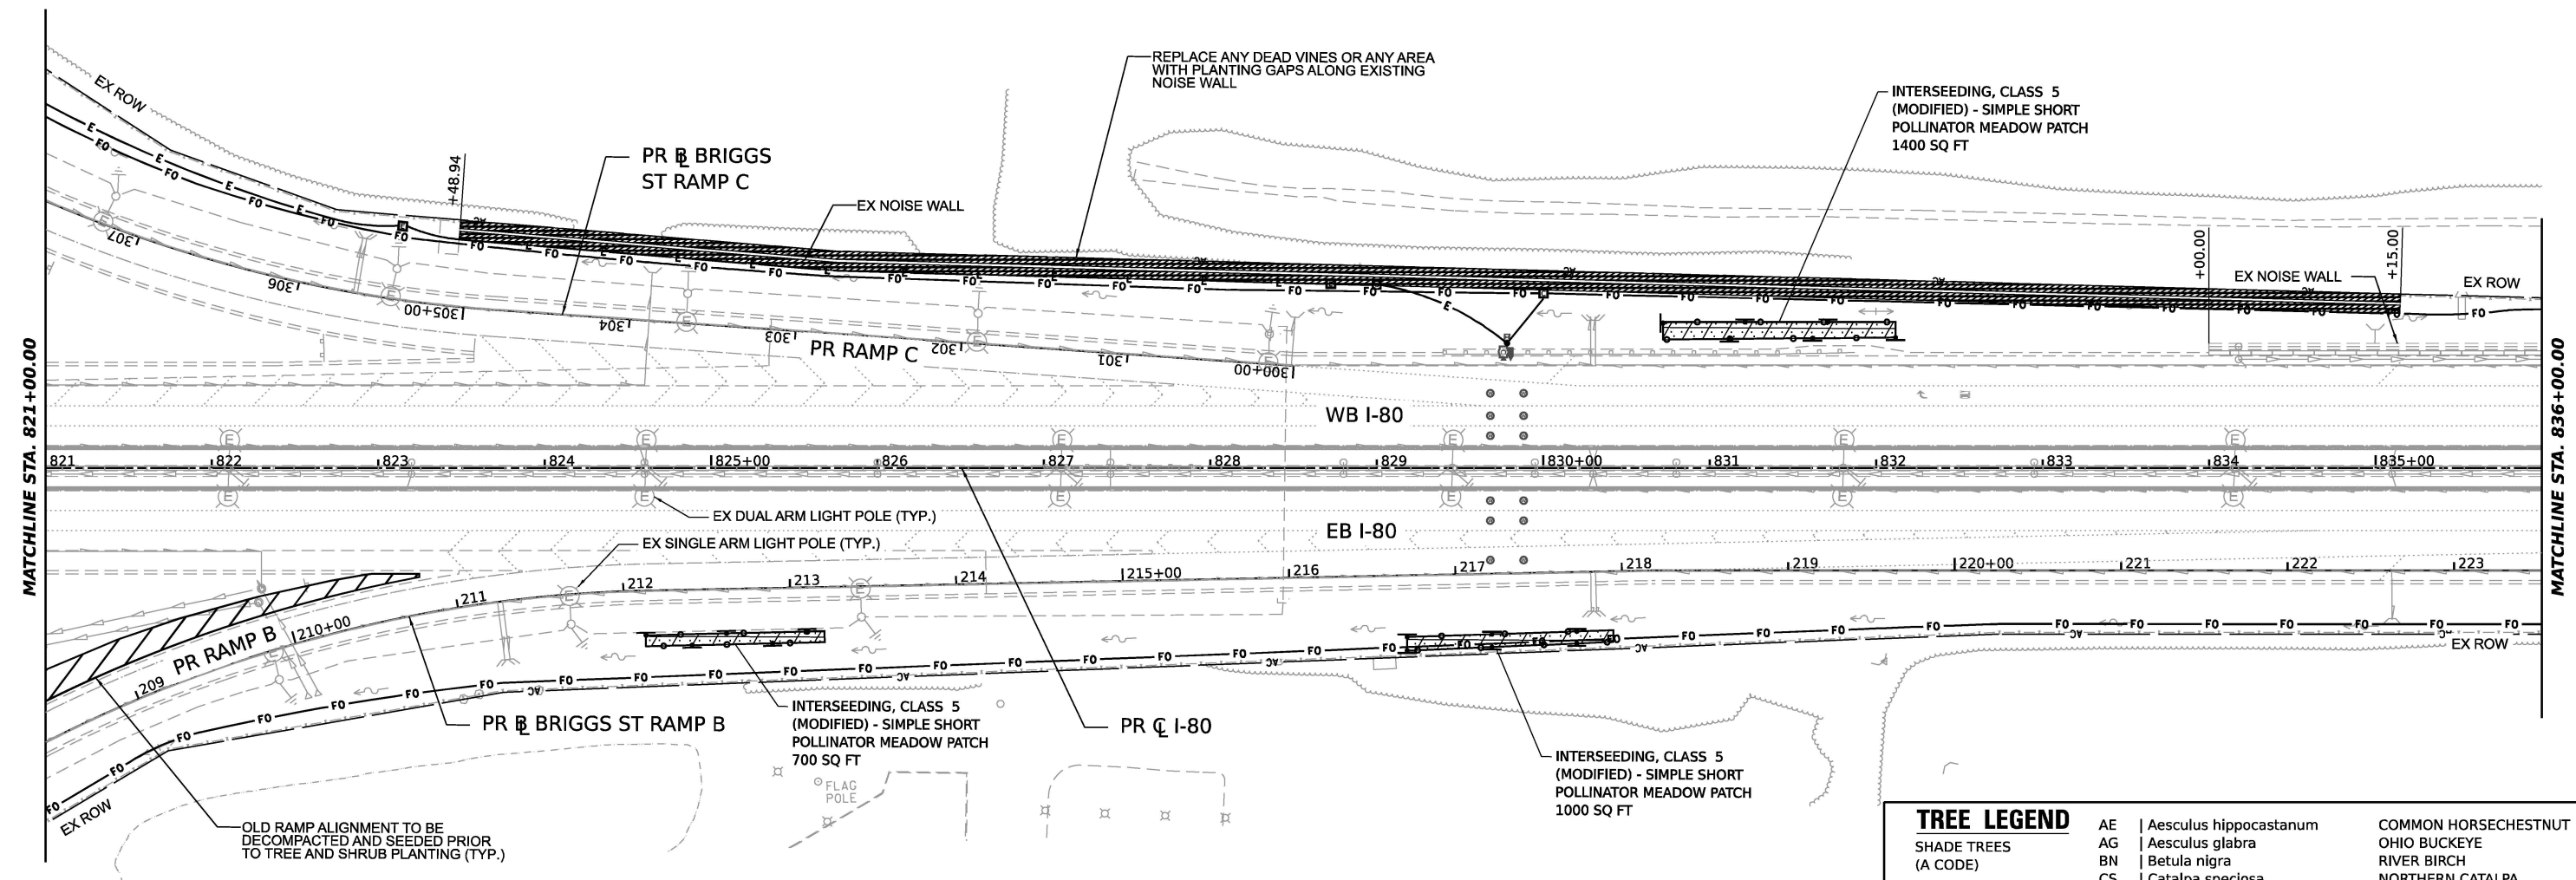 REPLACE ANY DEAD VINES OR ANY AREA
WITH PLANTING GAPS ALONG EXISTING
NOISE WALL
INTERSEEDING, CLASS 5
(MODIFIED) - SIMPLE SHORT
POLLINATOR MEADOW PATCH
1400 SQ FT
EX ROW
PR BL BRIGGS
ST RAMP C
+48.94
EX NOISE WALL
E
FO
AC
+00.00
+15.00
EX NOISE WALL
EX ROW
307
306
305+00
304
303
302
301
300+00
PR RAMP C
MATCHLINE STA. 821+00.00
MATCHLINE STA. 836+00.00
WB I-80
821 822 823 824 825+00 826 827 828 829 830+00 831 832 833 834 835+00
EX DUAL ARM LIGHT POLE (TYP.)
EB I-80
EX SINGLE ARM LIGHT POLE (TYP.)
209 210+00 211 212 213 214 215+00 216 217 218 219 220+00 221 222 223
PR RAMP B
EX ROW
PR BL BRIGGS ST RAMP B
INTERSEEDING, CLASS 5
(MODIFIED) - SIMPLE SHORT
POLLINATOR MEADOW PATCH
700 SQ FT
PR CL I-80
INTERSEEDING, CLASS 5
(MODIFIED) - SIMPLE SHORT
POLLINATOR MEADOW PATCH
1000 SQ FT
FLAG
POLE
EX ROW
OLD RAMP ALIGNMENT TO BE
DECOMPACTED AND SEEDED PRIOR
TO TREE AND SHRUB PLANTING (TYP.)
TREE LEGEND
SHADE TREES
(A CODE)
AE | Aesculus hippocastanum COMMON HORSECHESTNUT
AG | Aesculus glabra OHIO BUCKEYE
BN | Betula nigra RIVER BIRCH
CS | Catalpa speciosa NORTHERN CATALPA